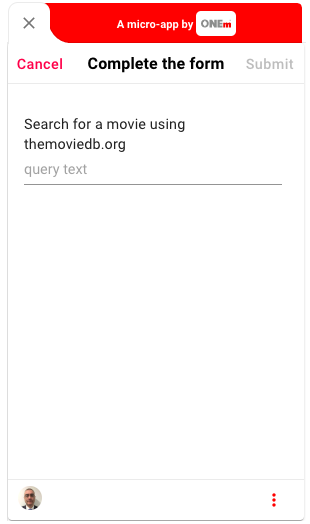 A micro-app by ONEm
Cancel Complete the form Submit
Search for a movie using
themoviedb.org
query text